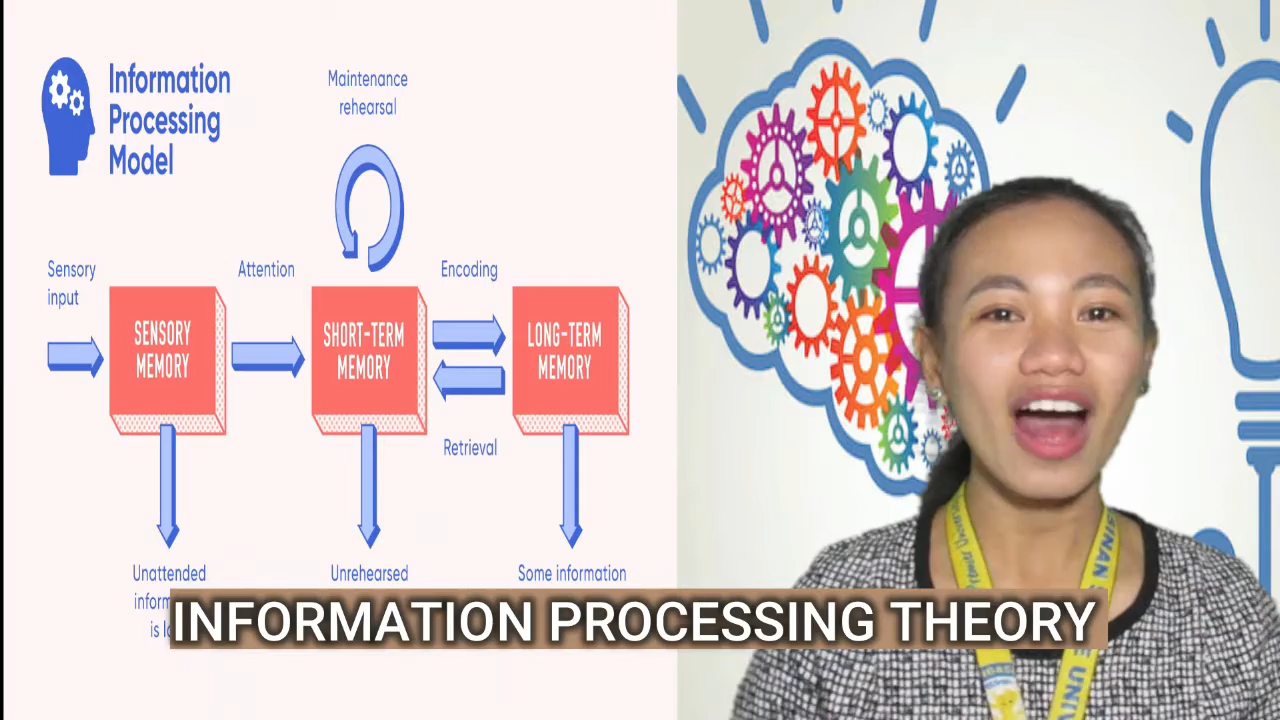 Information
Processing
Model
Maintenance
rehearsal
Sensory
input
Attention
Encoding
SENSORY
MEMORY
SHORT-TERM
MEMORY
LONG-TERM
MEMORY
Retrieval
Unattended
Unrehearsed
Some information
INFORMATION PROCESSING THEORY